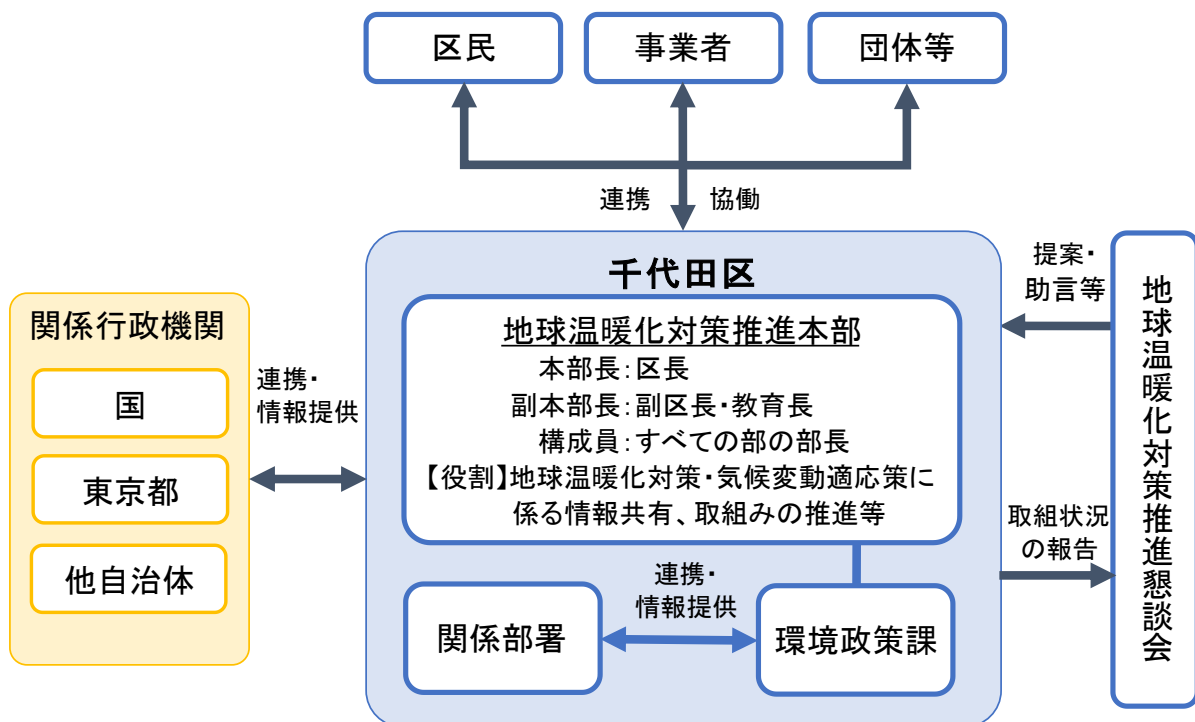 区民
事業者
団体等
連携
協働
千代田区
地球温暖化対策推進本部
本部長：区長
副本部長：副区長・教育長
構成員：すべての部の部長
【役割】地球温暖化対策・気候変動適応策に
係る情報共有、取組みの推進等
連携・
情報提供
関係部署
環境政策課
関係行政機関
国
東京都
他自治体
連携・
情報提供
提案・
助言等
取組状況
の報告
地球温暖化対策推進懇談会